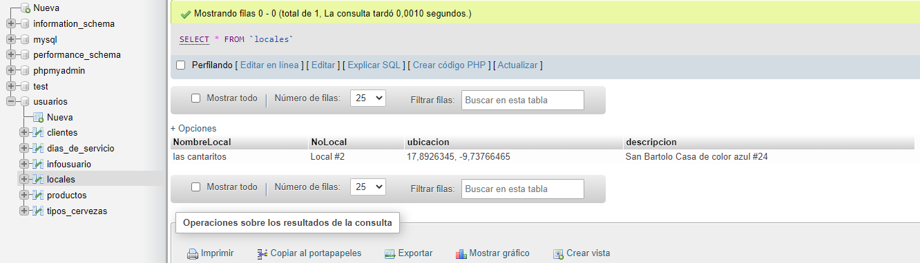 Nueva
information_schema
mysql
performance_schema
phpmyadmin
test
usuarios
Nueva
clientes
dias_de_servicio
infousuario
locales
productos
tipos_cervezas
Mostrando filas 0 - 0 (total de 1, La consulta tardó 0,0010 segundos.)
SELECT * FROM `locales`
Perfilando [ Editar en línea ] [ Editar ] [ Explicar SQL ] [ Crear código PHP ] [ Actualizar ]
Mostrar todo | Número de filas: 25 Filtrar filas: Buscar en esta tabla
+ Opciones
NombreLocal NoLocal ubicacion descripcion
las cantaritos Local #2 17,8926345, -9,73766465 San Bartolo Casa de color azul #24
Mostrar todo | Número de filas: 25 Filtrar filas: Buscar en esta tabla
Operaciones sobre los resultados de la consulta
Imprimir Copiar al portapapeles Exportar Mostrar gráfico Crear vista